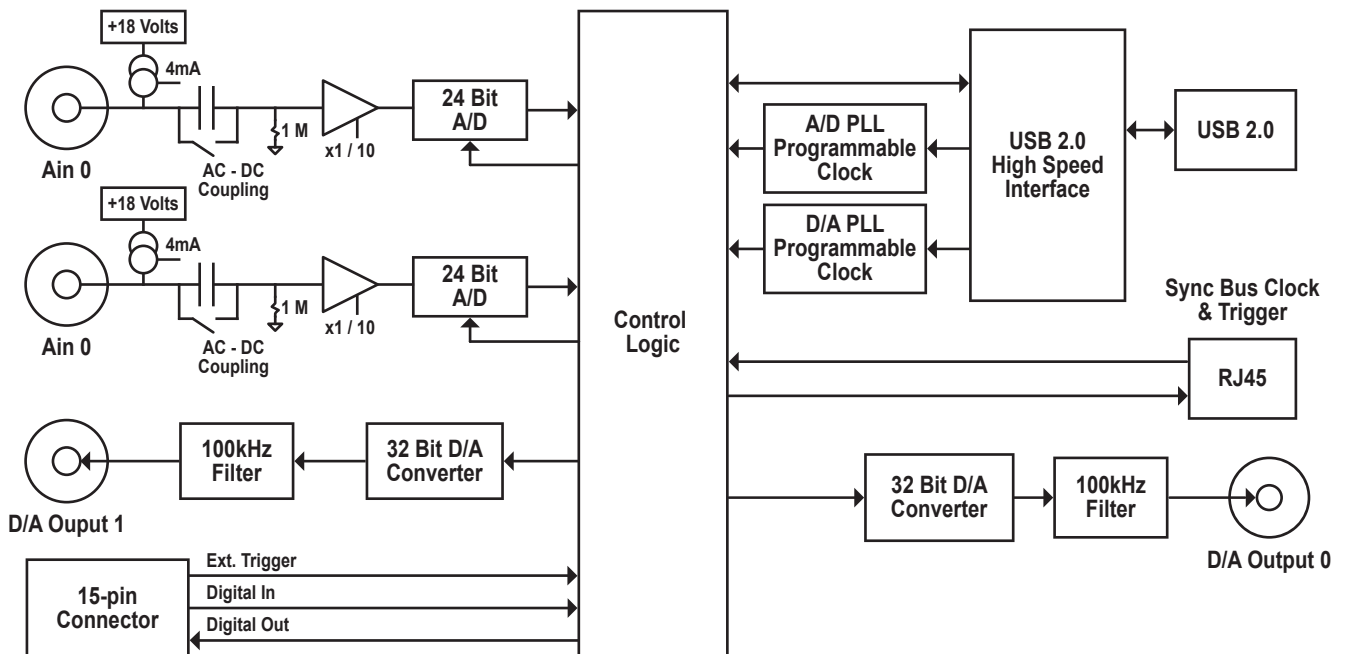 +18 Volts
4mA
Ain 0
AC - DC
Coupling
1 M
x1 / 10
24 Bit
A/D
+18 Volts
4mA
Ain 0
AC - DC
Coupling
1 M
x1 / 10
24 Bit
A/D
D/A Ouput 1
100kHz
Filter
32 Bit D/A
Converter
15-pin
Connector
Ext. Trigger
Digital In
Digital Out
Control
Logic
A/D PLL
Programmable
Clock
D/A PLL
Programmable
Clock
USB 2.0
High Speed
Interface
USB 2.0
Sync Bus Clock
& Trigger
RJ45
32 Bit D/A
Converter
100kHz
Filter
D/A Output 0